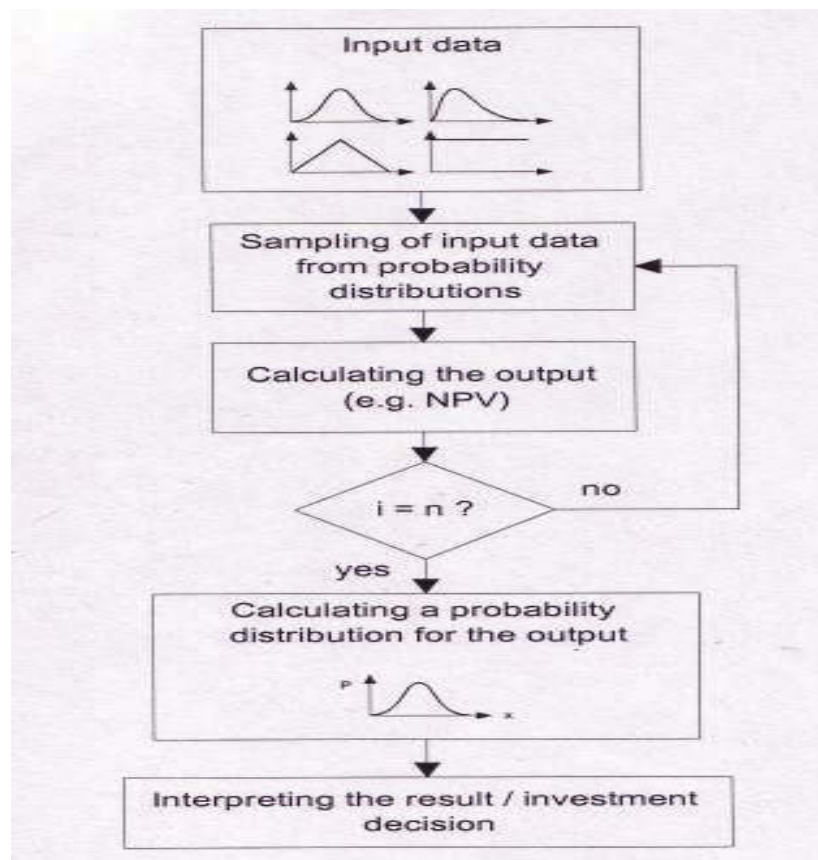 Input data
Sampling of input data
from probability
distributions
Calculating the output
(e.g. NPV)
i = n ?
no
yes
Calculating a probability
distribution for the output
P
x
Interpreting the result / investment
decision